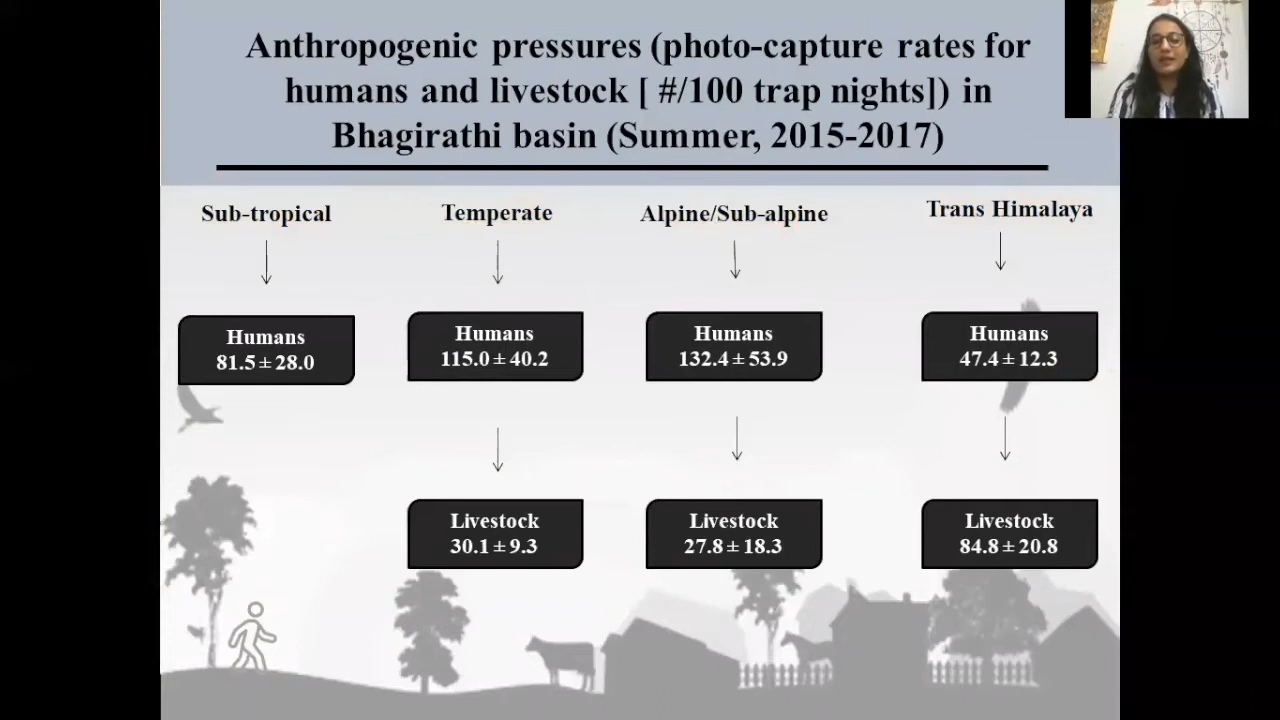 Anthropogenic pressures (photo-capture rates for
humans and livestock [ #/100 trap nights]) in
Bhagirathi basin (Summer, 2015-2017)
Sub-tropical
Temperate
Alpine/Sub-alpine
Trans Himalaya
Humans
81.5 ± 28.0
Humans
115.0 ± 40.2
Humans
132.4 ± 53.9
Humans
47.4 ± 12.3
Livestock
30.1 ± 9.3
Livestock
27.8 ± 18.3
Livestock
84.8 ± 20.8